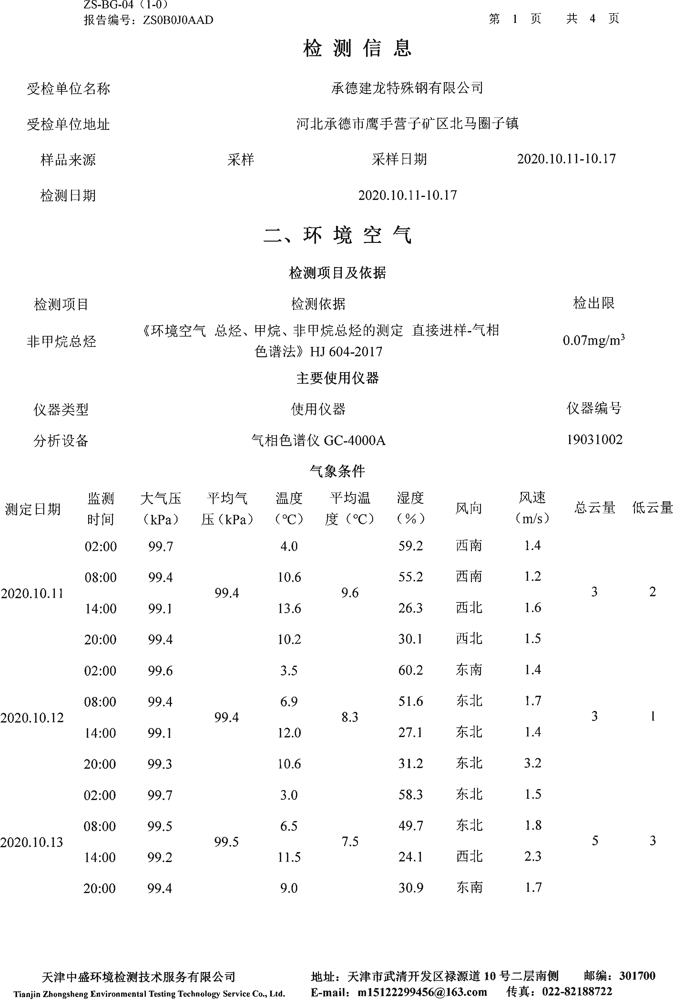 ZS-BG-04（1-0）
报告编号：ZS0B0J0AAD 第 1 页 共 4 页
检 测 信 息
受检单位名称 承德建龙特殊钢有限公司
受检单位地址 河北承德市鹰手营子矿区北马圈子镇
样品来源 采样 采样日期 2020.10.11-10.17
检测日期 2020.10.11-10.17
二、环 境 空 气
检测项目及依据
检测项目 检测依据 检出限
非甲烷总烃 《环境空气 总烃、甲烷、非甲烷总烃的测定 直接进样-气相 0.07mg/m³
色谱法》HJ 604-2017
主要使用仪器
仪器类型 使用仪器 仪器编号
分析设备 气相色谱仪 GC-4000A 19031002
气象条件
测定日期 监测 大气压 平均气 温度 平均温 湿度 风向 风速 总云量 低云量
时间 （kPa） 压（kPa） （℃） 度（℃） （%） （m/s）
02:00 99.7 4.0 59.2 西南 1.4
08:00 99.4 10.6 55.2 西南 1.2
2020.10.11 99.4 9.6 3 2
14:00 99.1 13.6 26.3 西北 1.6
20:00 99.4 10.2 30.1 西北 1.5
02:00 99.6 3.5 60.2 东南 1.4
08:00 99.4 6.9 51.6 东北 1.7
2020.10.12 99.4 8.3 3 1
14:00 99.1 12.0 27.1 东北 1.4
20:00 99.3 10.6 31.2 东北 3.2
02:00 99.7 3.0 58.3 东北 1.5
08:00 99.5 6.5 49.7 东北 1.8
2020.10.13 99.5 7.5 5 3
14:00 99.2 11.5 24.1 西北 2.3
20:00 99.4 9.0 30.9 东南 1.7
天津中盛环境检测技术服务有限公司 地址：天津市武清开发区禄源道 10 号二层南侧 邮编：301700
Tianjin Zhongsheng Environmental Testing Technology Service Co., Ltd. E-mail：m15122299456@163.com 传真：022-82188722